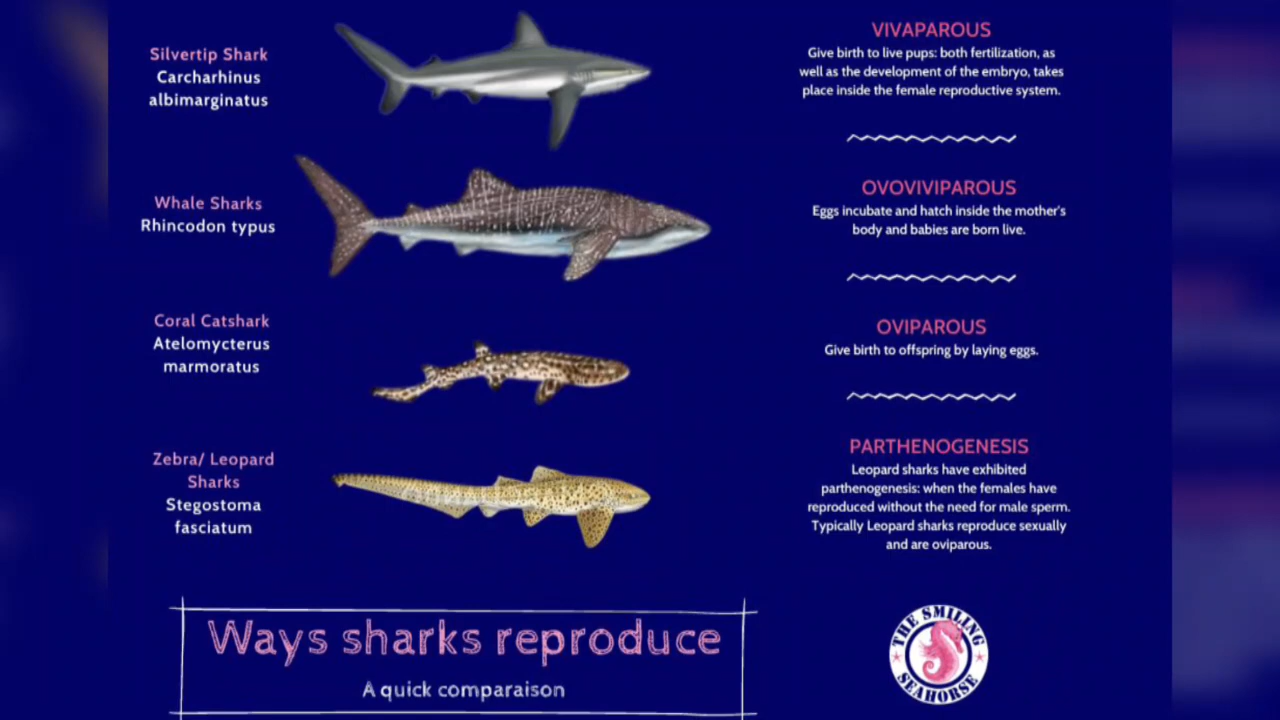 Silvertip Shark
Carcharhinus
albimarginatus
VIVAPAROUS
Give birth to live pups: both fertilization, as
well as the development of the embryo, takes
place inside the female reproductive system.
Whale Sharks
Rhincodon typus
OVOVIVIPAROUS
Eggs incubate and hatch inside the mother's
body and babies are born live.
Coral Catshark
Atelomycterus
marmoratus
OVIPAROUS
Give birth to offspring by laying eggs.
Zebra/ Leopard
Sharks
Stegostoma
fasciatum
PARTHENOGENESIS
Leopard sharks have exhibited
parthenogenesis: when the females have
reproduced without the need for male sperm.
Typically Leopard sharks reproduce sexually
and are oviparous.
Ways sharks reproduce
A quick comparaison
THE SMILING
SEAHORSE